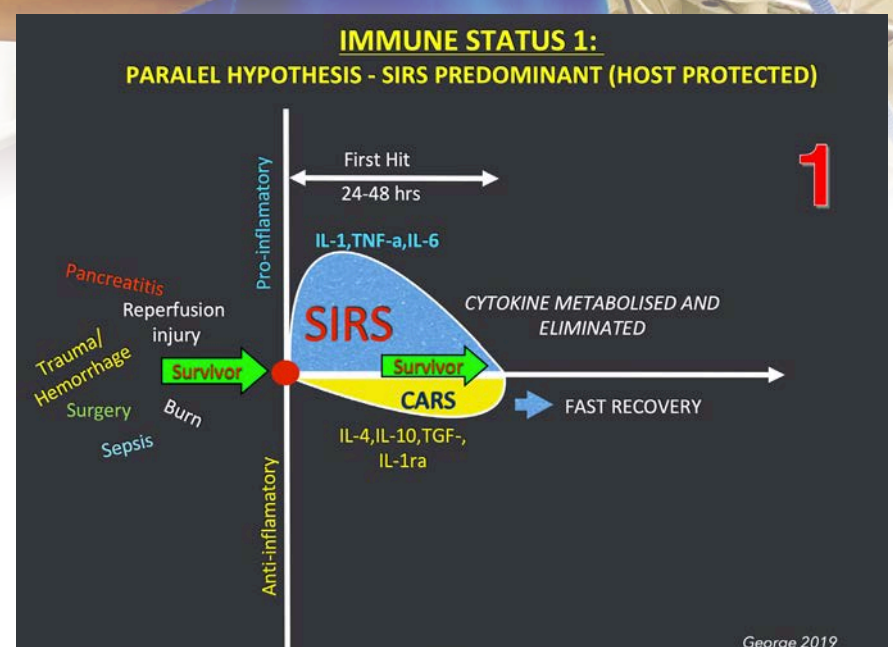 IMMUNE STATUS 1:
PARALEL HYPOTHESIS - SIRS PREDOMINANT (HOST PROTECTED)
1
First Hit
24-48 hrs
Pro-inflamatory
IL-1,TNF-a,IL-6
Pancreatitis
Reperfusion
injury
SIRS
CYTOKINE METABOLISED AND
ELIMINATED
Trauma/
Hemorrhage
Survivor
Survivor
Surgery
Burn
CARS
FAST RECOVERY
Sepsis
IL-4,IL-10,TGF-,
IL-1ra
Anti-inflamatory
George 2019